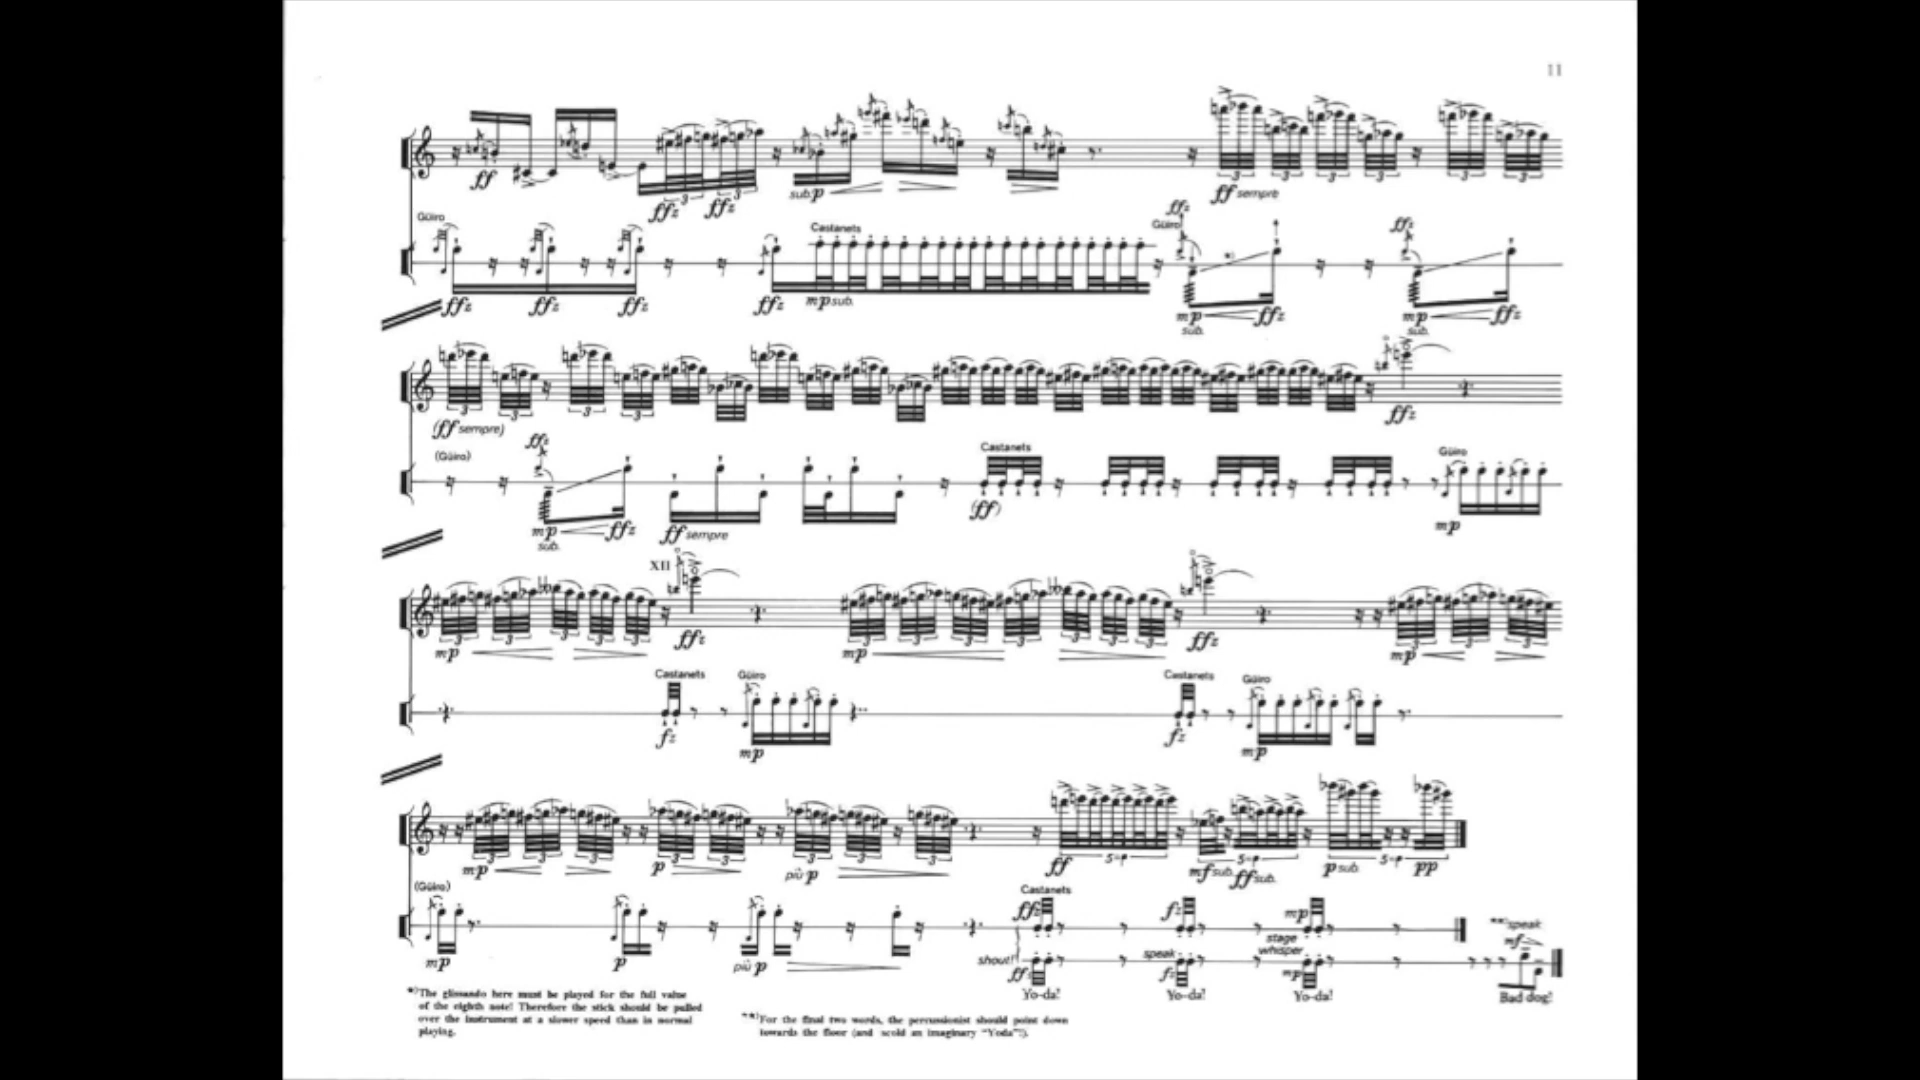 11
ff
ffz
ffz
sub. p
ff sempre
Güiro
Castanets
Güiro
ffz
ffz
ffz
ffz
ffz
ffz
mp sub.
mp
sub.
ffz
mp
sub.
ffz
(ff sempre)
ffz
(Güiro)
ffz
Castanets
Güiro
mp
sub.
ffz
ff sempre
(ff)
mp
XII
mp
ffz
mp
ffz
mp
Castanets
Güiro
Castanets
Güiro
fz
mp
fz
mp
mp
p
più p
ff
mf sub.
ff sub.
p sub.
pp
(Güiro)
Castanets
mp
p
più p
ffz
fz
mp
**) speak
mf
shout!
speak
stage
whisper
ff
fz
mp
Yo-da!
Yo-da!
Yo-da!
Bad dog!
*) The glissando here must be played for the full value
of the eighth note! Therefore the stick should be pulled
over the instrument at a slower speed than in normal
playing.
**) For the final two words, the percussionist should point down
towards the floor (and scold an imaginary "Yoda"!).